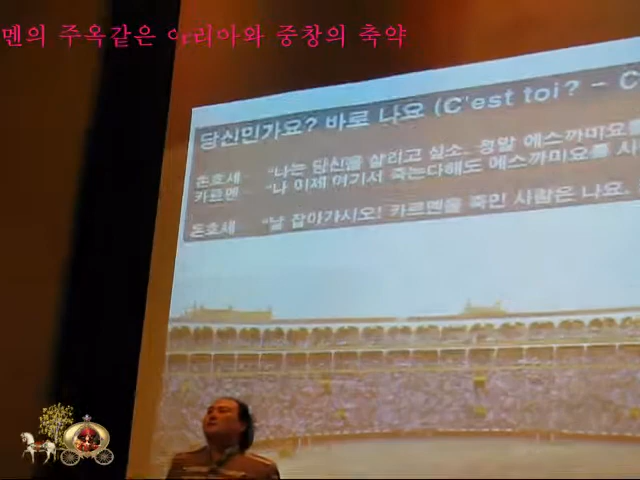 멘의 주옥같은 아리아와 중창의 축약
당신인가요? 바로 나요 (C'est toi? - C
돈호세 "나는 당신을 살리고 싶소. 정말 에스까미요를
카르멘 "나 이제 여기서 죽는다해도 에스까미요를 사
돈호세 "날 잡아가시오! 카르멘을 죽인 사람은 나요.